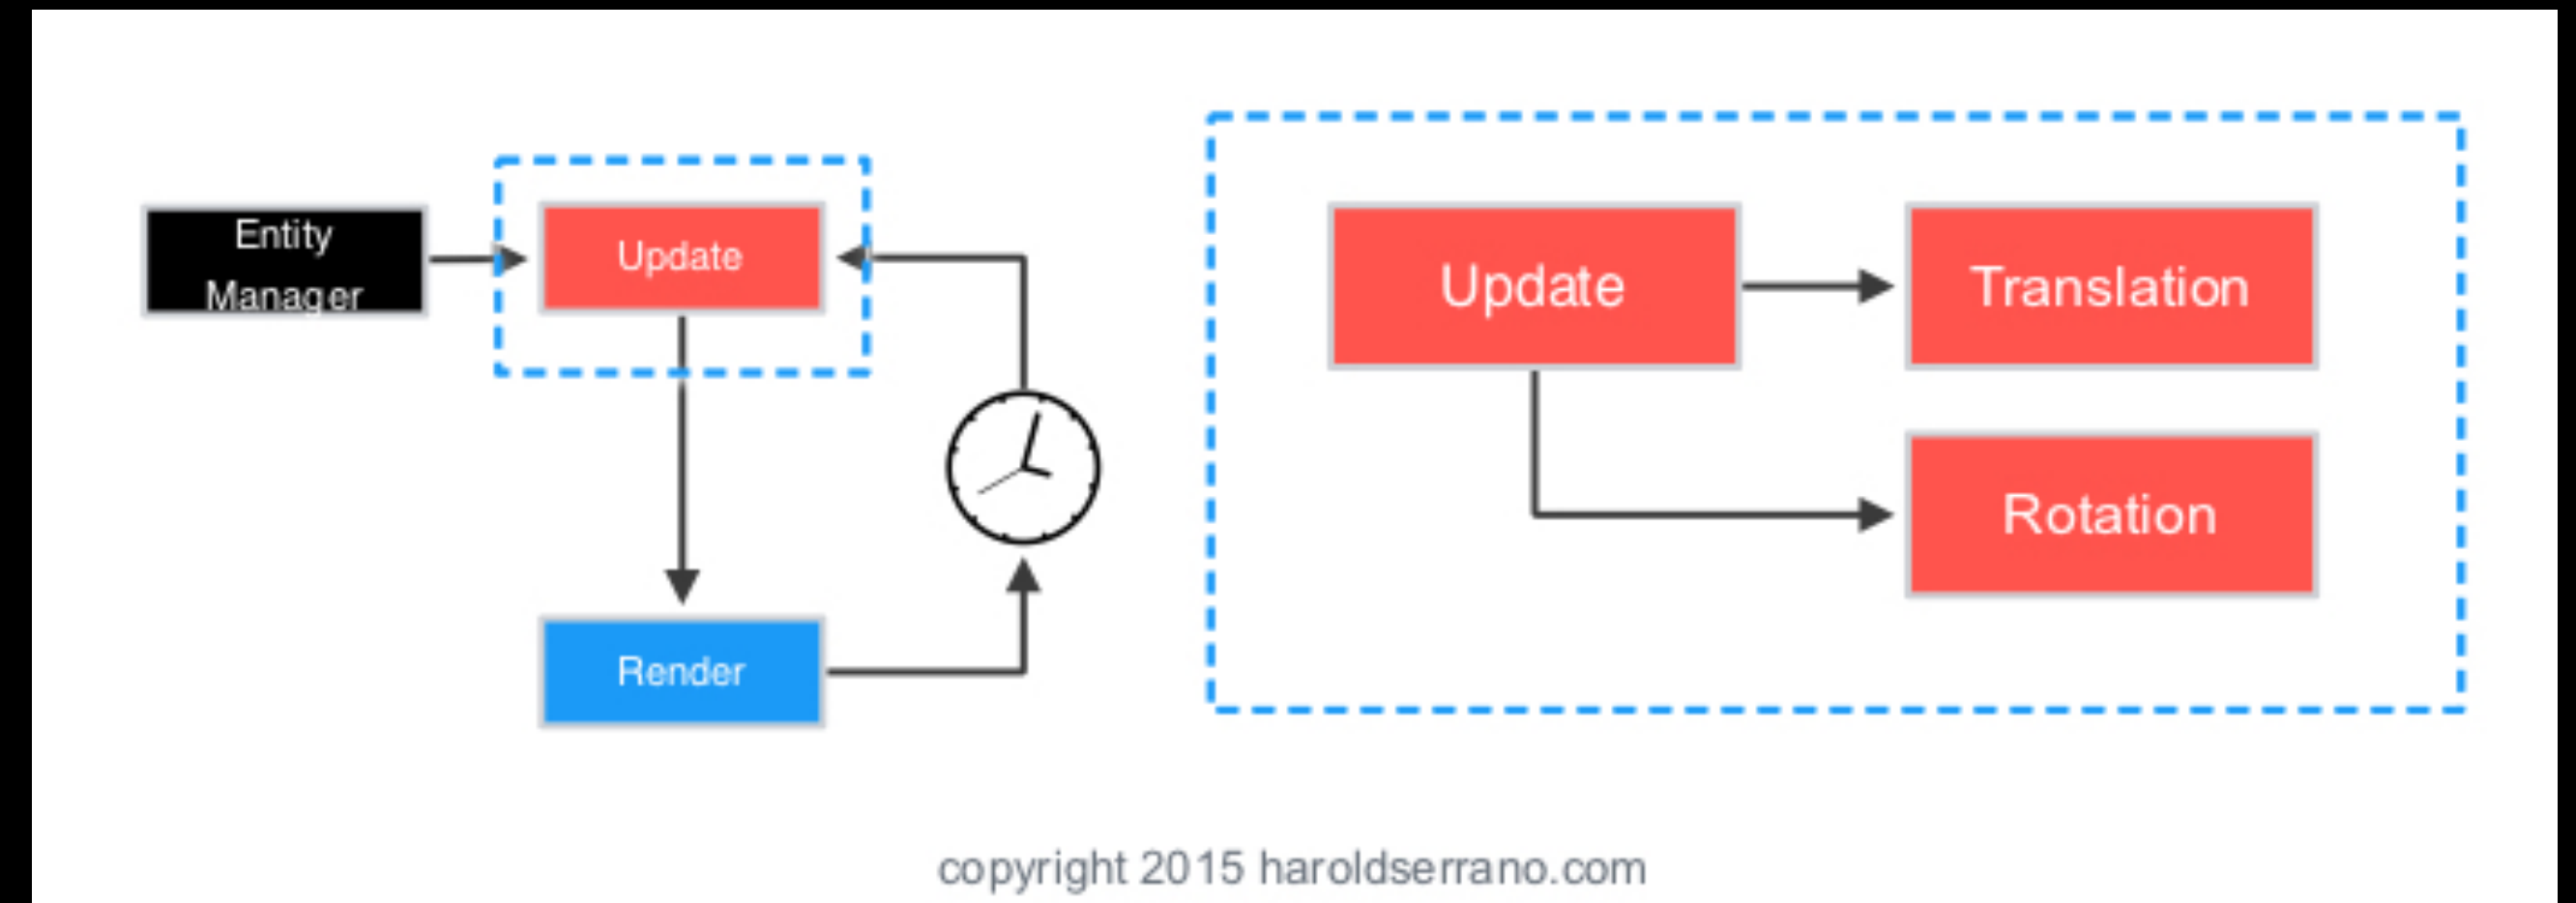 Entity
Manager
Update
Render
Update
Translation
Rotation
copyright 2015 haroldserrano.com